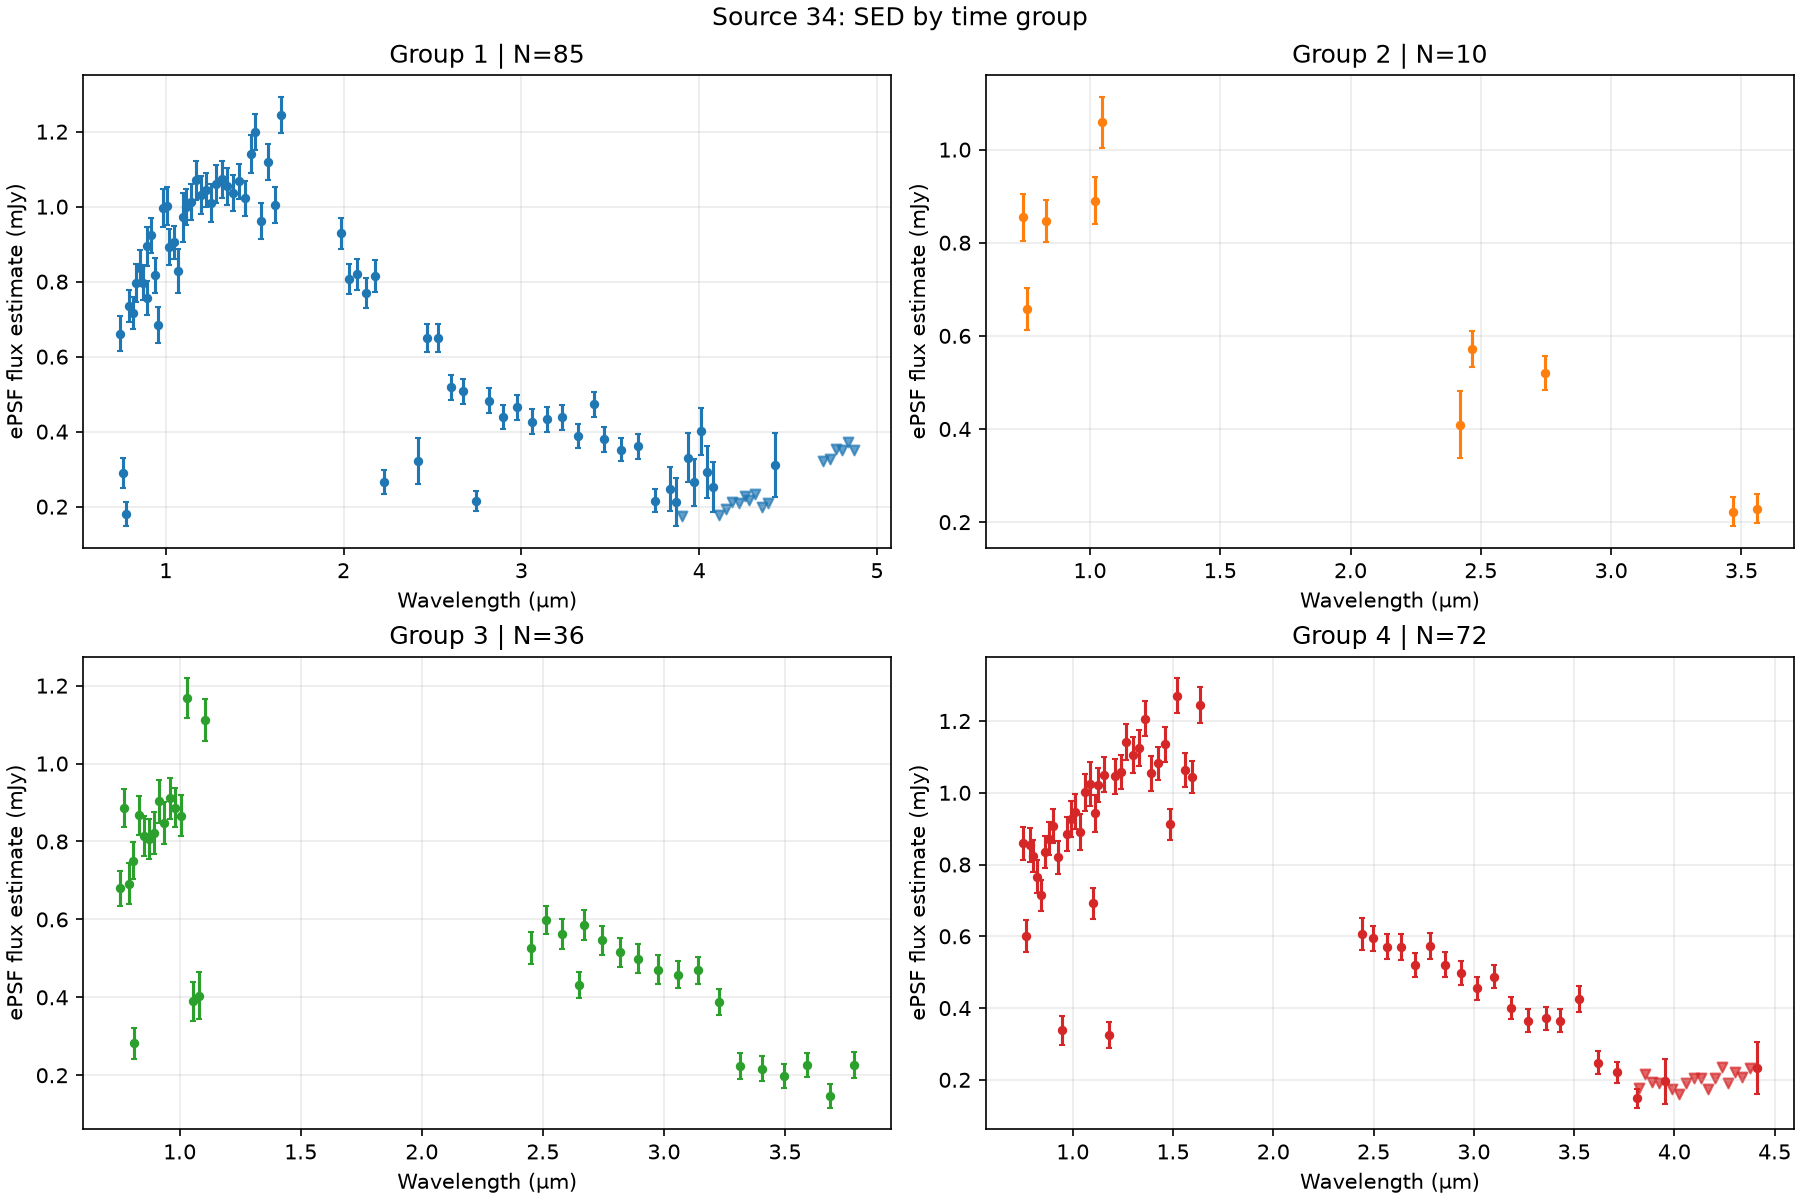 Source 34: SED by time group
Group 1 | N=85
ePSF flux estimate (mJy)
1.2
1.0
0.8
0.6
0.4
0.2
1 2 3 4 5
Wavelength (μm)
Group 2 | N=10
ePSF flux estimate (mJy)
1.0
0.8
0.6
0.4
0.2
1.0 1.5 2.0 2.5 3.0 3.5
Wavelength (μm)
Group 3 | N=36
ePSF flux estimate (mJy)
1.2
1.0
0.8
0.6
0.4
0.2
1.0 1.5 2.0 2.5 3.0 3.5
Wavelength (μm)
Group 4 | N=72
ePSF flux estimate (mJy)
1.2
1.0
0.8
0.6
0.4
0.2
1.0 1.5 2.0 2.5 3.0 3.5 4.0 4.5
Wavelength (μm)